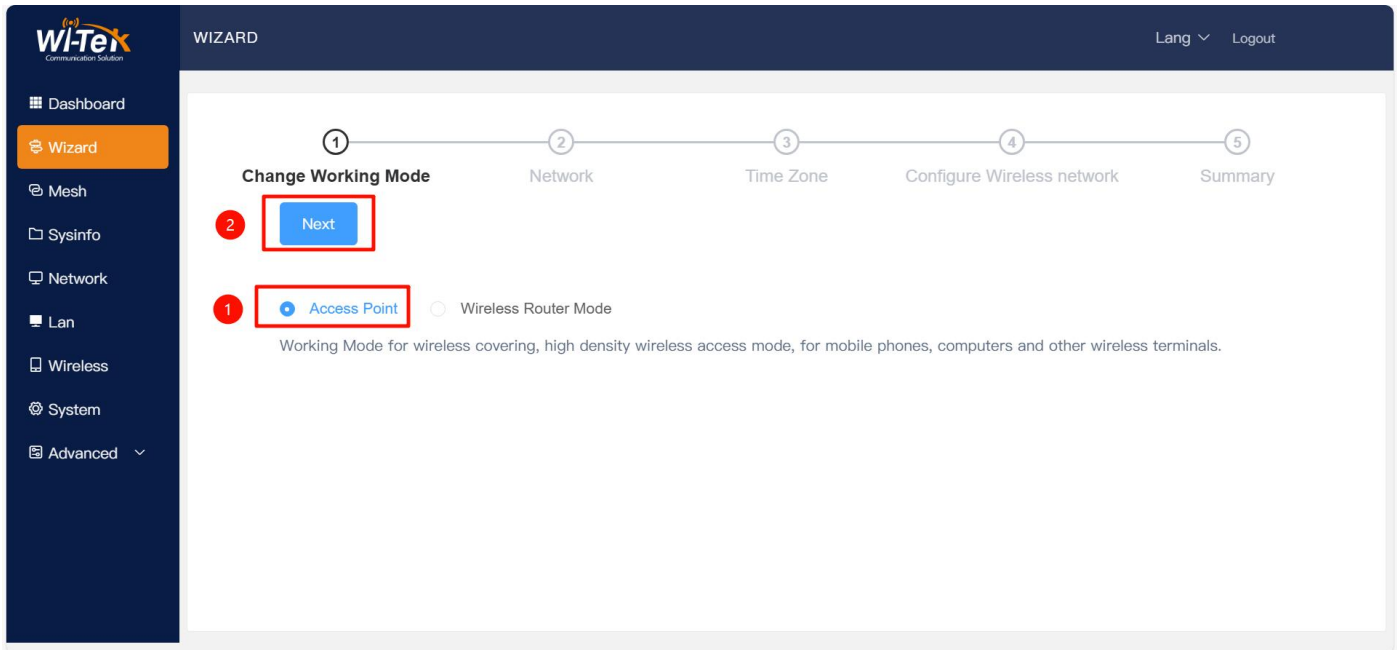 Wi-Tek
Communication Solution
WIZARD
Lang
Logout
Dashboard
Wizard
Mesh
Sysinfo
Network
Lan
Wireless
System
Advanced
1
2
3
4
5
Change Working Mode
Network
Time Zone
Configure Wireless network
Summary
2
Next
1
Access Point
Wireless Router Mode
Working Mode for wireless covering, high density wireless access mode, for mobile phones, computers and other wireless terminals.